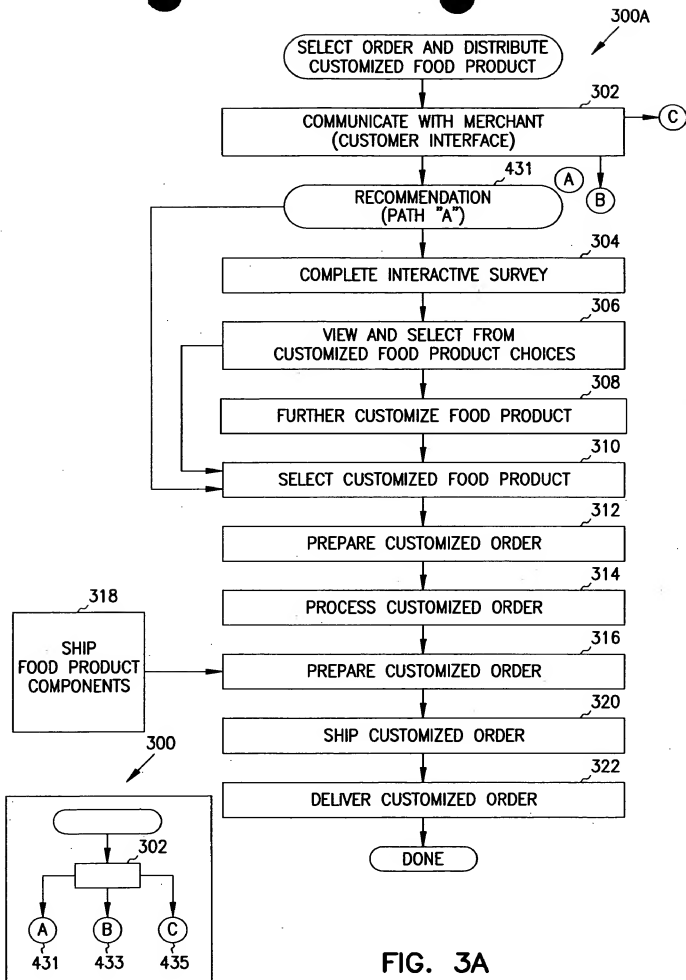 300A
SELECT ORDER AND DISTRIBUTE
CUSTOMIZED FOOD PRODUCT
302
COMMUNICATE WITH MERCHANT
(CUSTOMER INTERFACE)
C
431
A
B
RECOMMENDATION
(PATH "A")
304
COMPLETE INTERACTIVE SURVEY
306
VIEW AND SELECT FROM
CUSTOMIZED FOOD PRODUCT CHOICES
308
FURTHER CUSTOMIZE FOOD PRODUCT
310
SELECT CUSTOMIZED FOOD PRODUCT
312
PREPARE CUSTOMIZED ORDER
314
PROCESS CUSTOMIZED ORDER
318
SHIP
FOOD PRODUCT
COMPONENTS
316
PREPARE CUSTOMIZED ORDER
320
SHIP CUSTOMIZED ORDER
322
DELIVER CUSTOMIZED ORDER
DONE
300
302
A
B
C
431
433
435
FIG. 3A